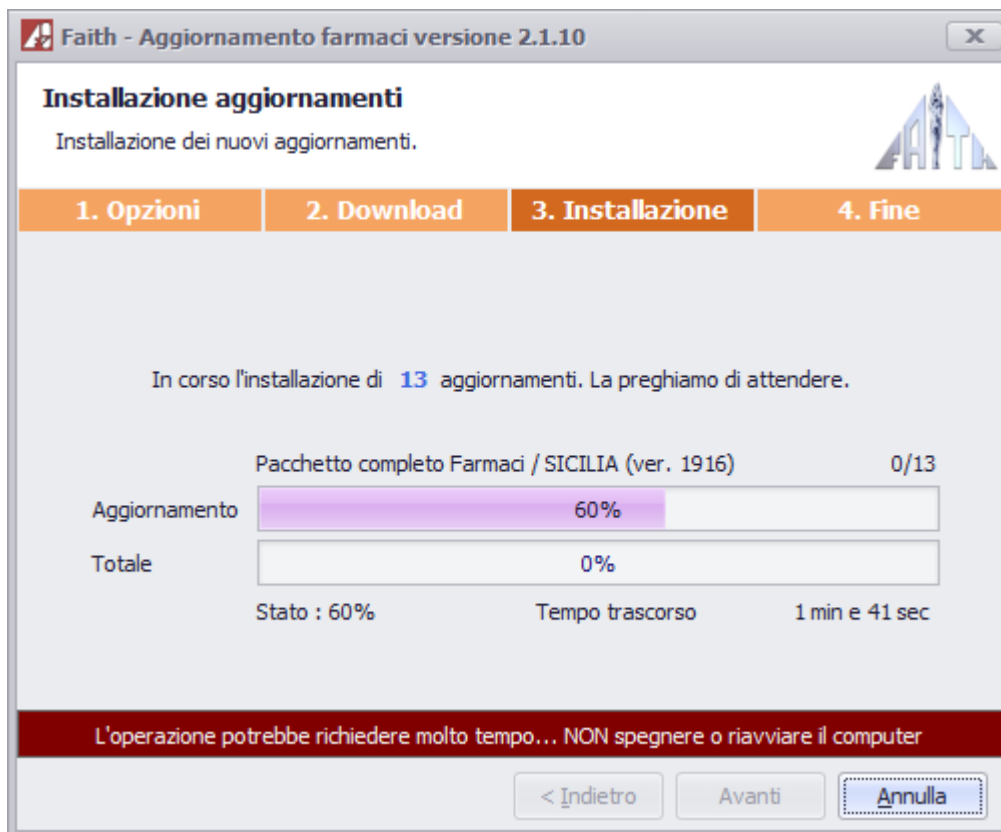 Faith - Aggiornamento farmaci versione 2.1.10
Installazione aggiornamenti
Installazione dei nuovi aggiornamenti.
FAITH
1. Opzioni 2. Download 3. Installazione 4. Fine
In corso l'installazione di 13 aggiornamenti. La preghiamo di attendere.
Pacchetto completo Farmaci / SICILIA (ver. 1916) 0/13
Aggiornamento 60%
Totale 0%
Stato : 60% Tempo trascorso 1 min e 41 sec
L'operazione potrebbe richiedere molto tempo... NON spegnere o riavviare il computer
< Indietro Avanti Annulla